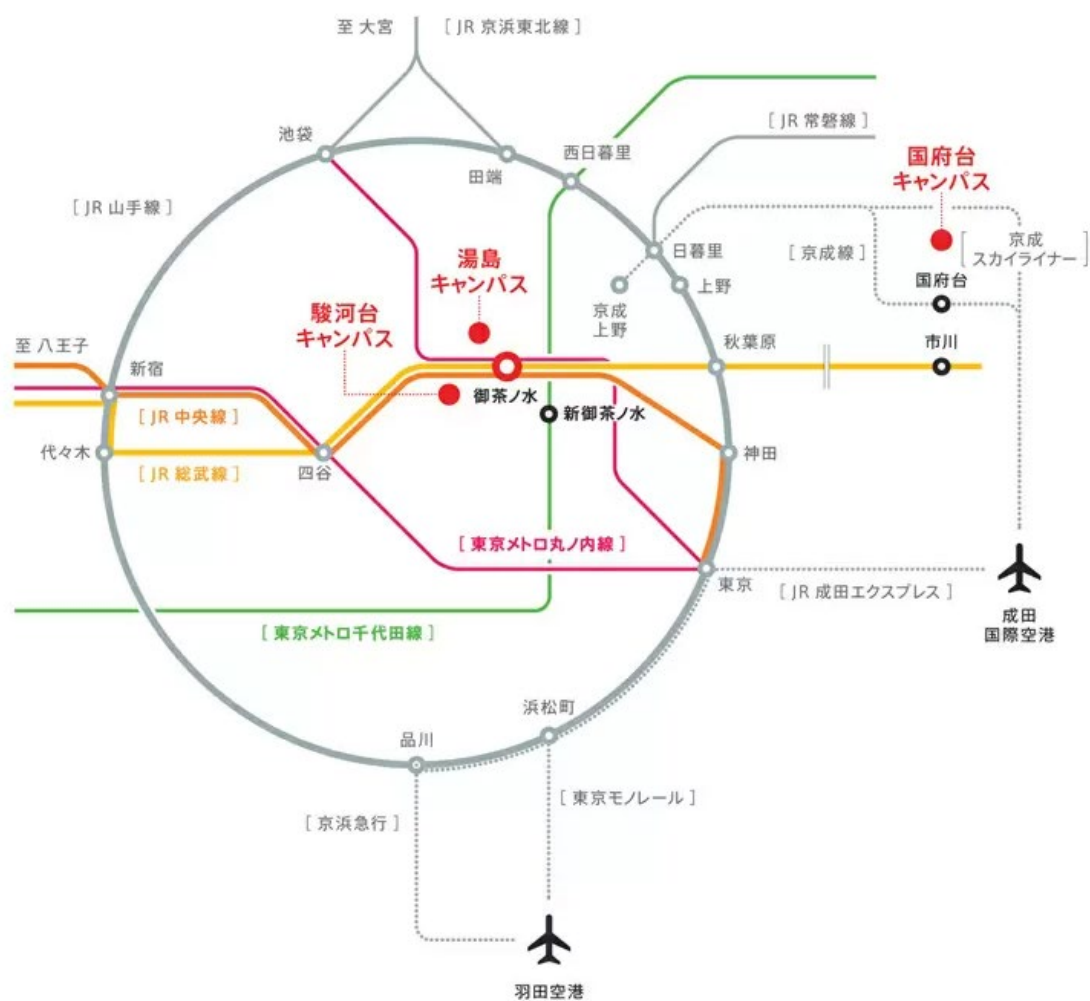 至 大宮
[ JR 京浜東北線 ]
池袋
田端
西日暮里
[ JR 常磐線 ]
国府台
キャンパス
[ JR 山手線 ]
日暮里
[ 京成線 ]
[ 京成
スカイライナー ]
湯島
キャンパス
上野
京成
上野
国府台
駿河台
キャンパス
至 八王子
新宿
秋葉原
市川
御茶ノ水
新御茶ノ水
[ JR 中央線 ]
代々木
[ JR 総武線 ]
四谷
神田
[ 東京メトロ丸ノ内線 ]
東京
[ JR 成田エクスプレス ]
成田
国際空港
[ 東京メトロ千代田線 ]
浜松町
品川
[ 東京モノレール ]
[ 京浜急行 ]
羽田空港